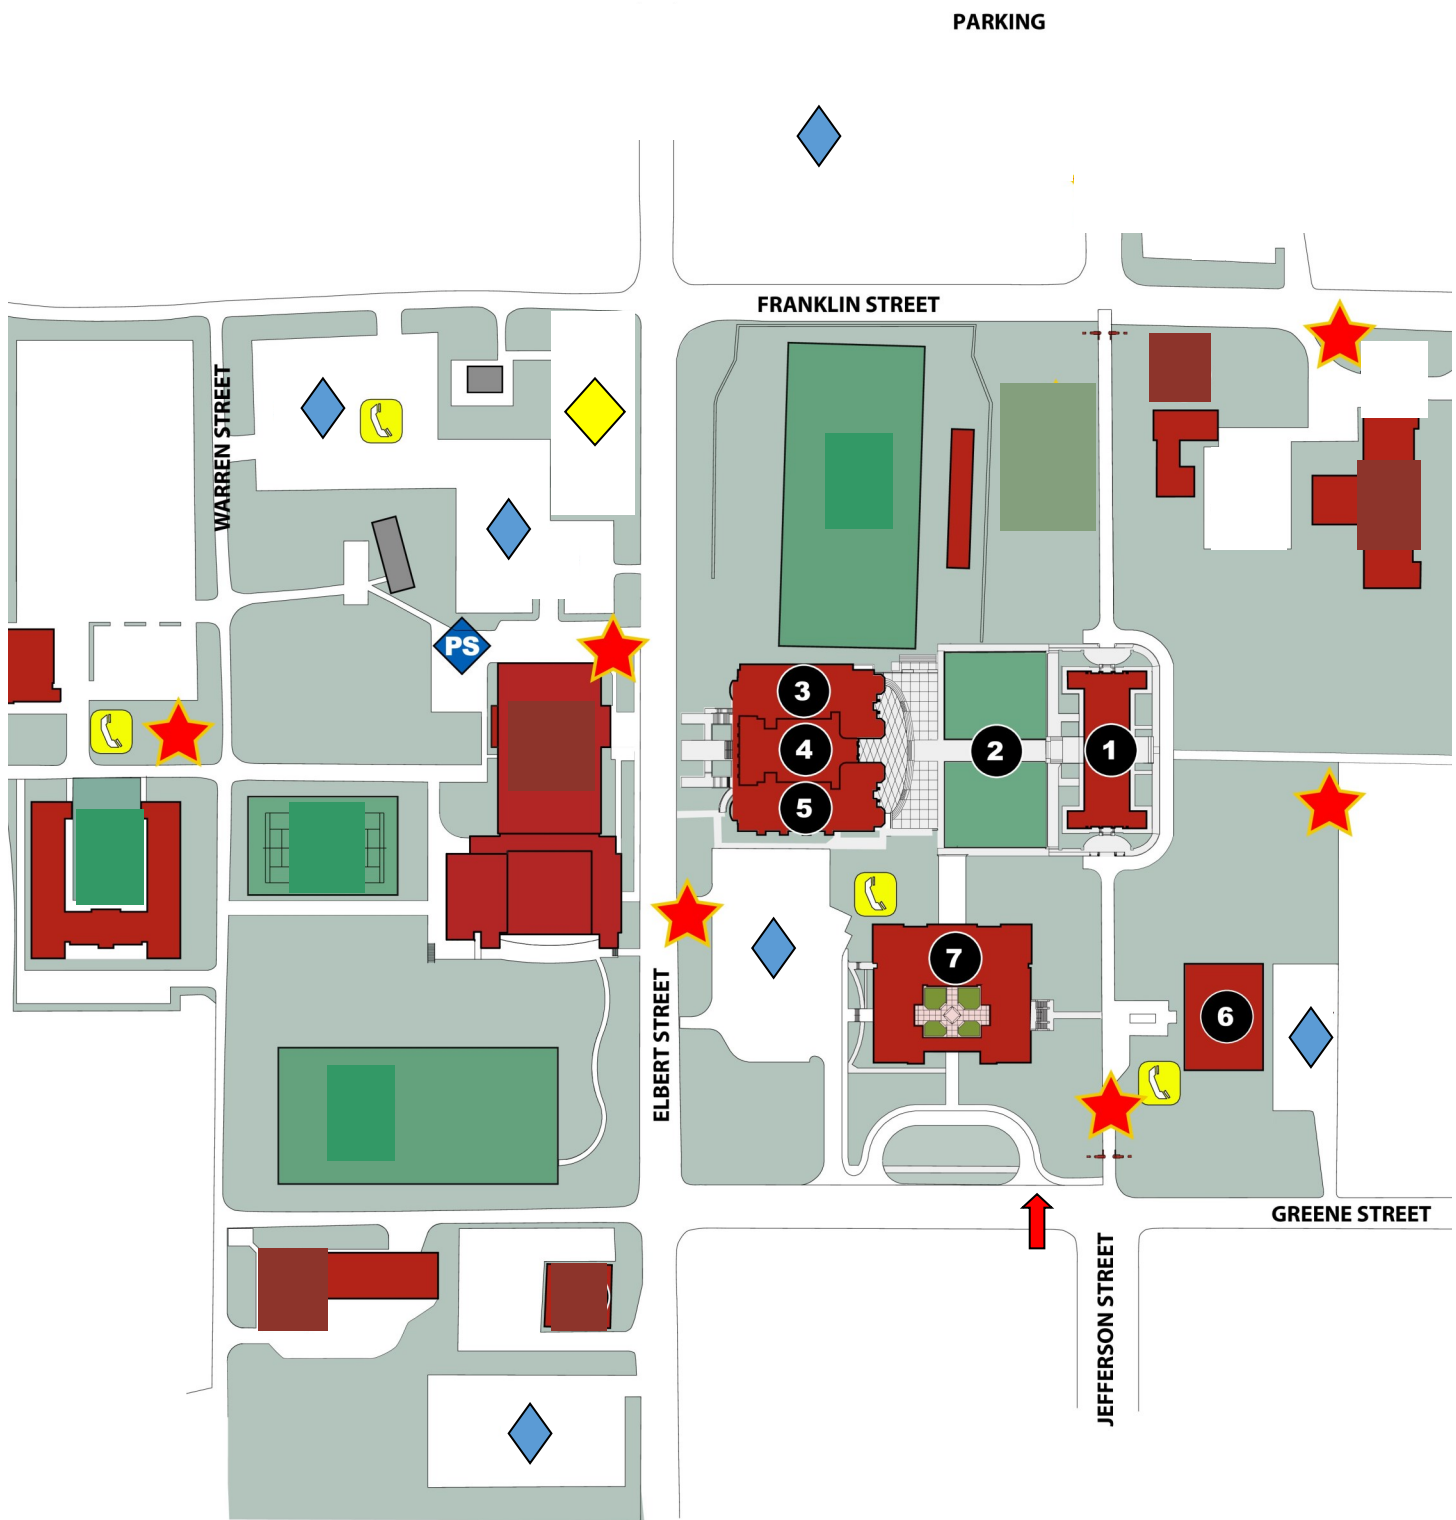 PARKING
FRANKLIN STREET
WARREN STREET
PS
3
4
2
1
5
7
6
ELBERT STREET
GREENE STREET
JEFFERSON STREET